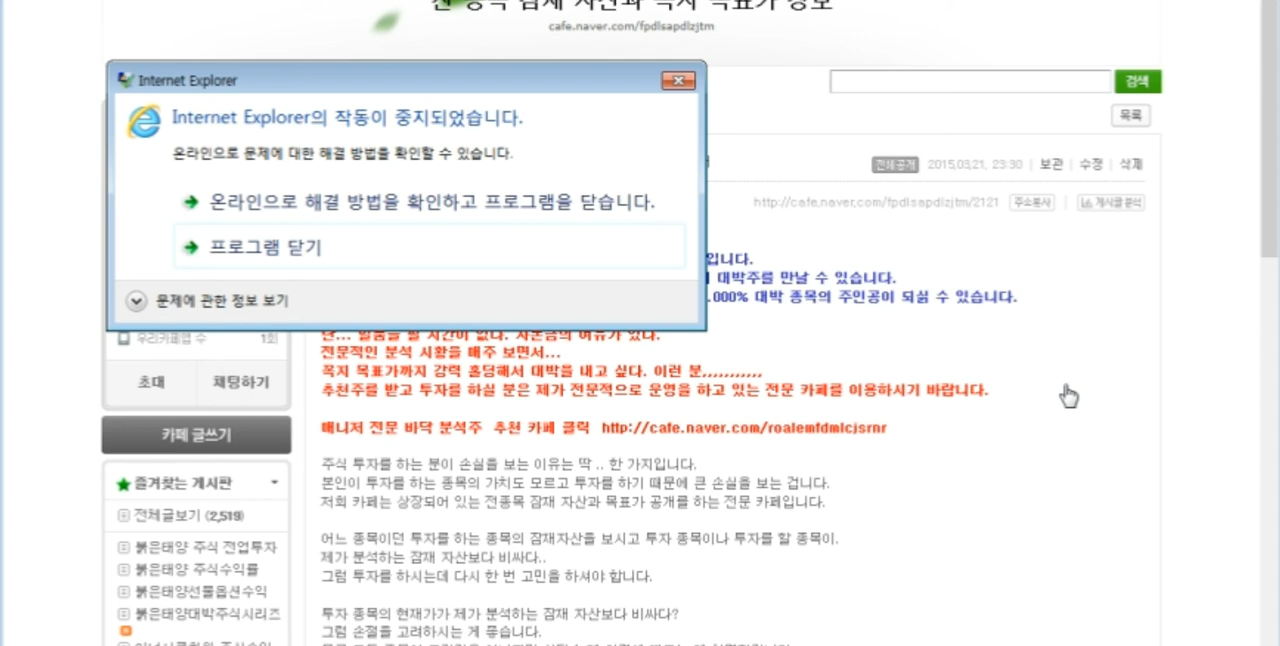 cafe.naver.com/fpdlsapdlzjtm
Internet Explorer
검색
Internet Explorer의 작동이 중지되었습니다.
목록
온라인으로 문제에 대한 해결 방법을 확인할 수 있습니다.
전체공개 2015.03.21. 23:30 | 보관 | 수정 | 삭제
온라인으로 해결 방법을 확인하고 프로그램을 닫습니다.
http://cafe.naver.com/fpdlsapdlzjtm/2121 주소복사 | 게시글 분석
프로그램 닫기
입니다.
대박주를 만날 수 있습니다.
.000% 대박 종목의 주인공이 되실 수 있습니다.
문제에 관한 정보 보기
우리카페앱 수 1회
단... 발품을 팔 시간이 없다. 자본금의 여유가 있다.
전문적인 분석 시황을 매주 보면서...
목지 목표가까지 강력 홀딩해서 대박을 내고 싶다. 이런 분,,,,,,,,,,,
초대 채팅하기
추천주를 받고 투자를 하실 분은 제가 전문적으로 운영을 하고 있는 전문 카페를 이용하시기 바랍니다.
매니저 전문 바닥 분석주 추천 카페 클릭 http://cafe.naver.com/roalemfdmlcjsrnr
카페 글쓰기
주식 투자를 하는 분이 손실을 보는 이유는 딱 .. 한 가지입니다.
본인이 투자를 하는 종목의 가치도 모르고 투자를 하기 때문에 큰 손실을 보는 겁니다.
저희 카페는 상장되어 있는 전종목 잠재 자산과 목표가 공개를 하는 전문 카페입니다.
즐겨찾는 게시판
전체글보기 (2,519)
어느 종목이던 투자를 하는 종목의 잠재자산을 보시고 투자 종목이나 투자를 할 종목이.
제가 분석하는 잠재 자산보다 비싸다..
그럼 투자를 하시는데 다시 한 번 고민을 하셔야 합니다.
붉은태양 주식 전업투자
붉은태양 주식수익률
붉은태양선물옵션수익
붉은태양대박주식시리즈
투자 종목의 현재가가 제가 분석하는 잠재 자산보다 비싸다?
그럼 손절을 고려하시는 게 좋습니다.